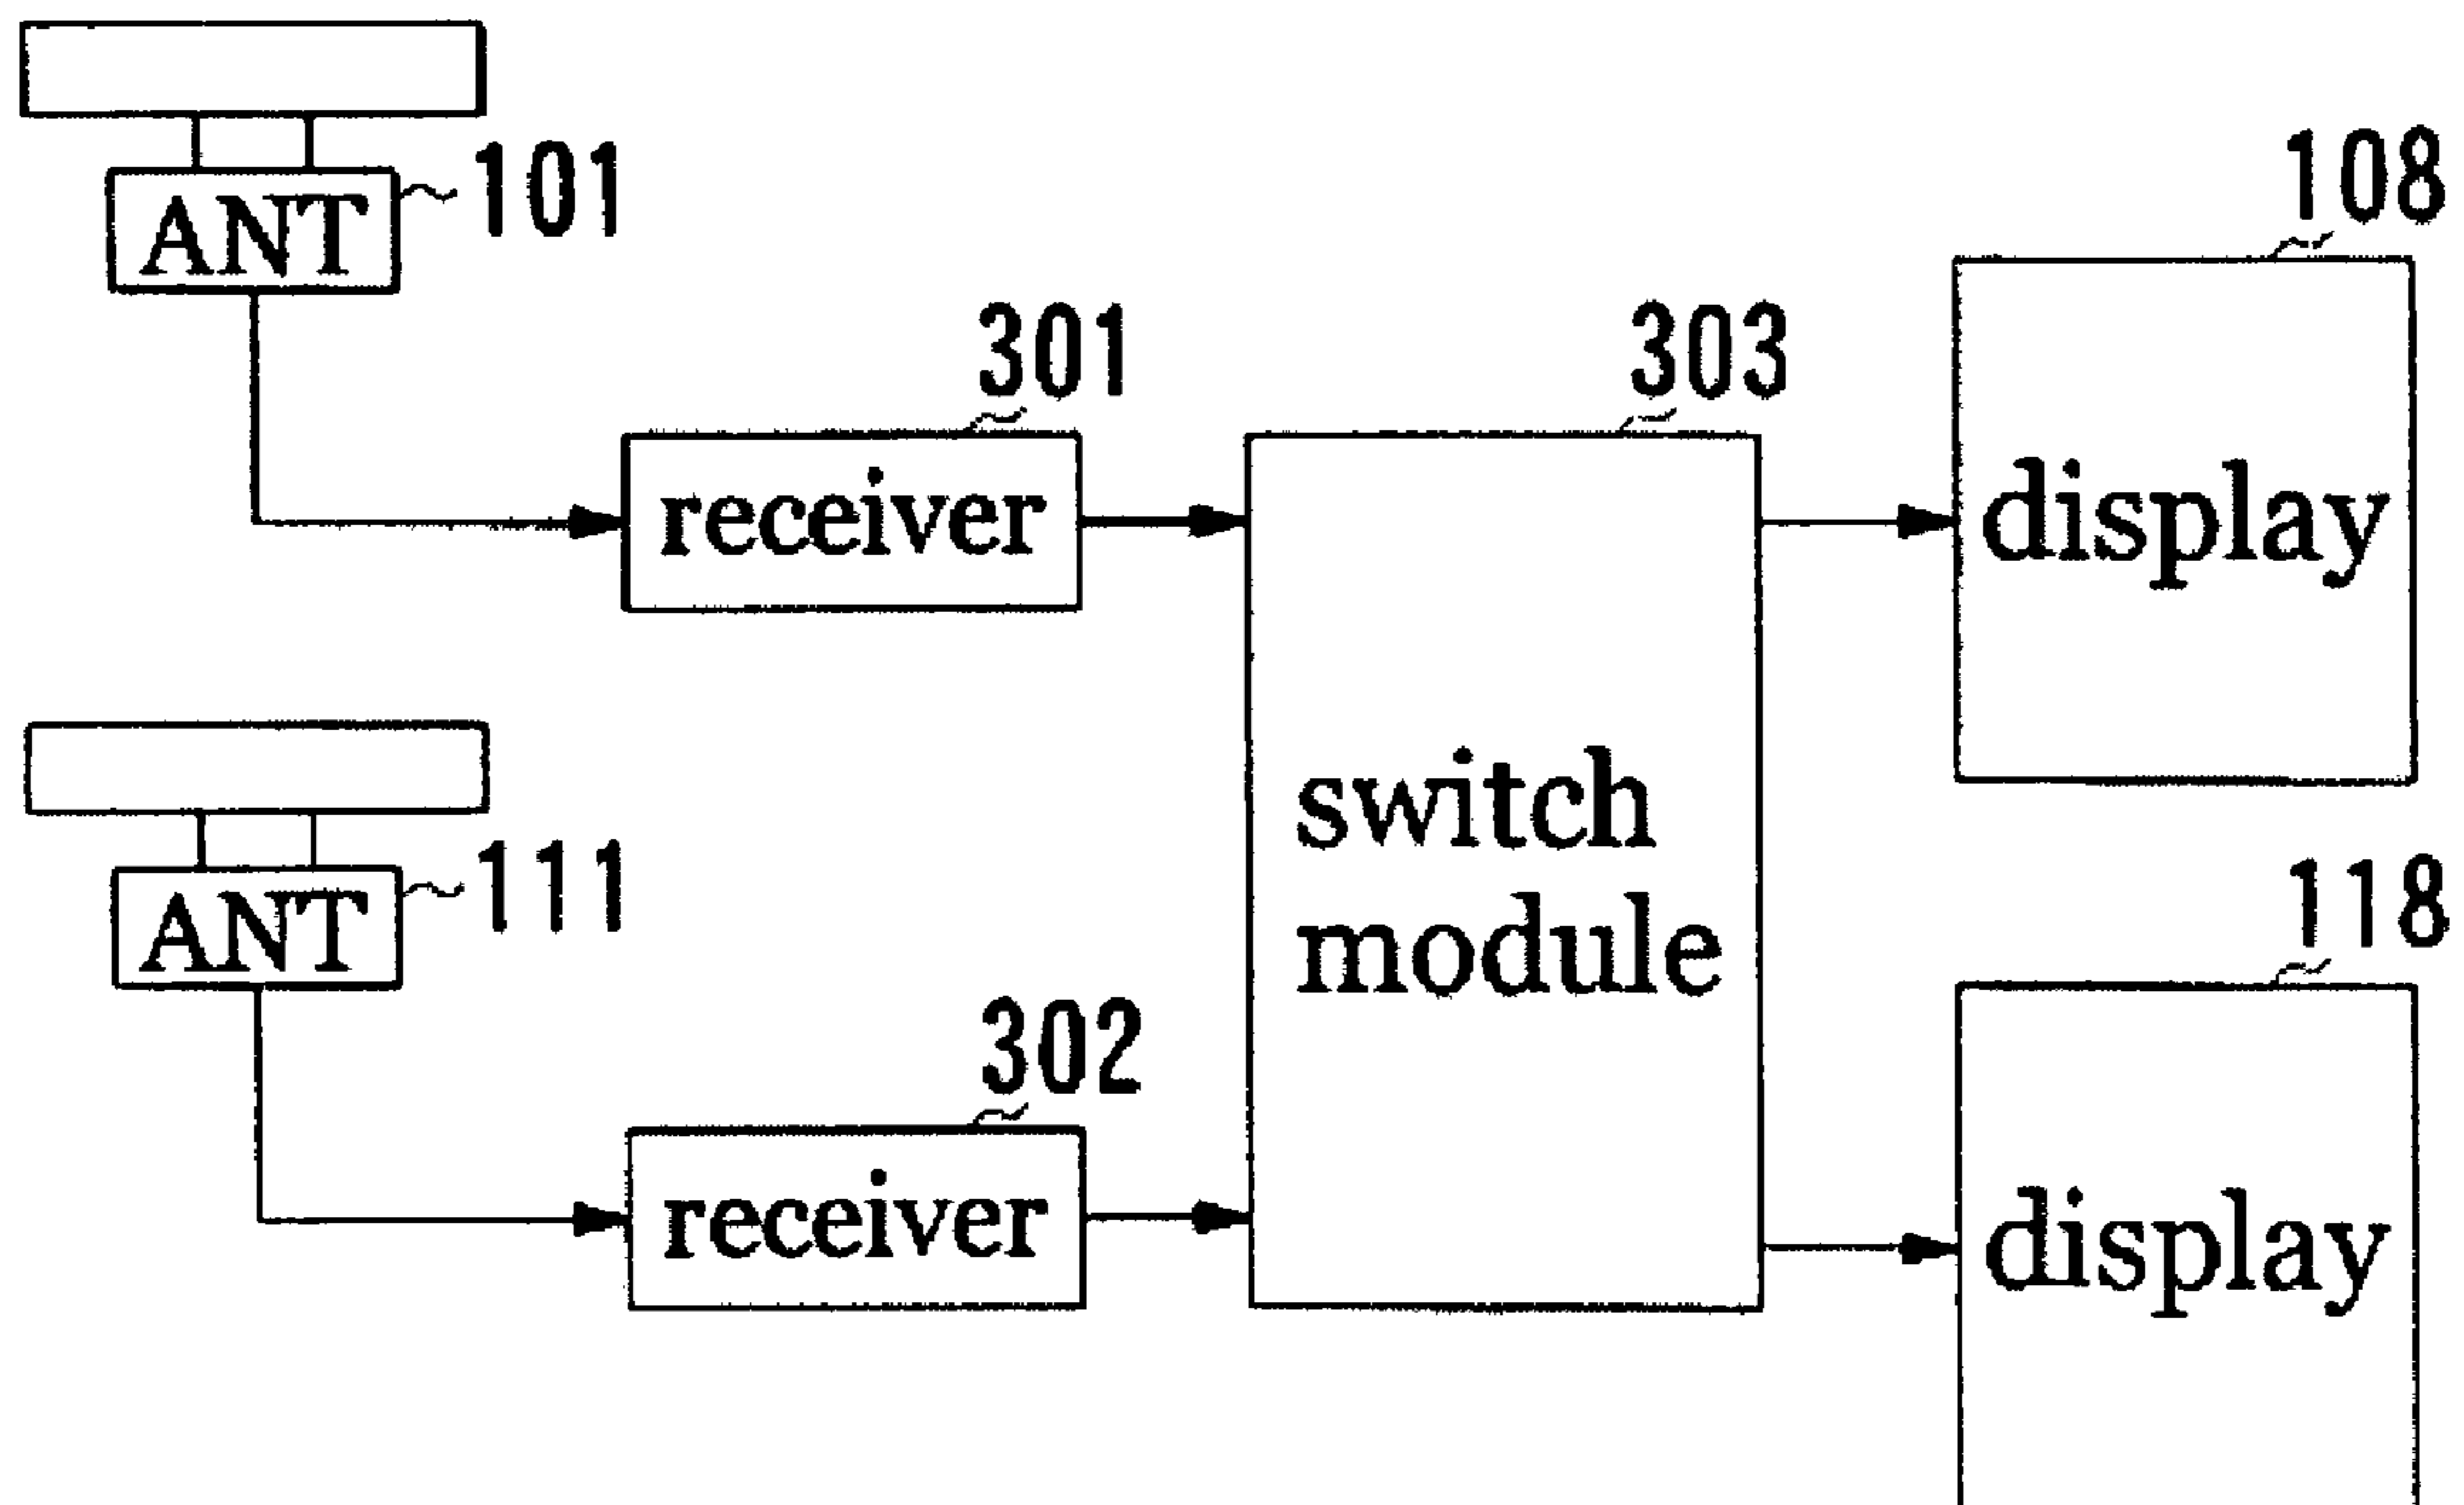 101
ANT
108
301
303
receiver
display
switch
module
111
ANT
118
302
receiver
display